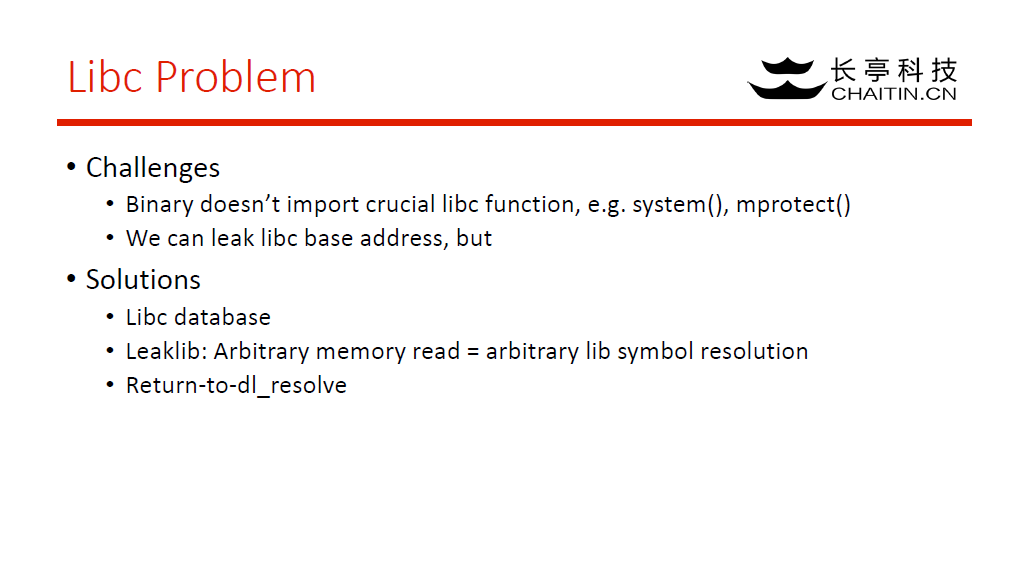 Libc Problem
长亭科技
CHAITIN.CN
• Challenges
• Binary doesn’t import crucial libc function, e.g. system(), mprotect()
• We can leak libc base address, but
• Solutions
• Libc database
• Leaklib: Arbitrary memory read = arbitrary lib symbol resolution
• Return-to-dl_resolve